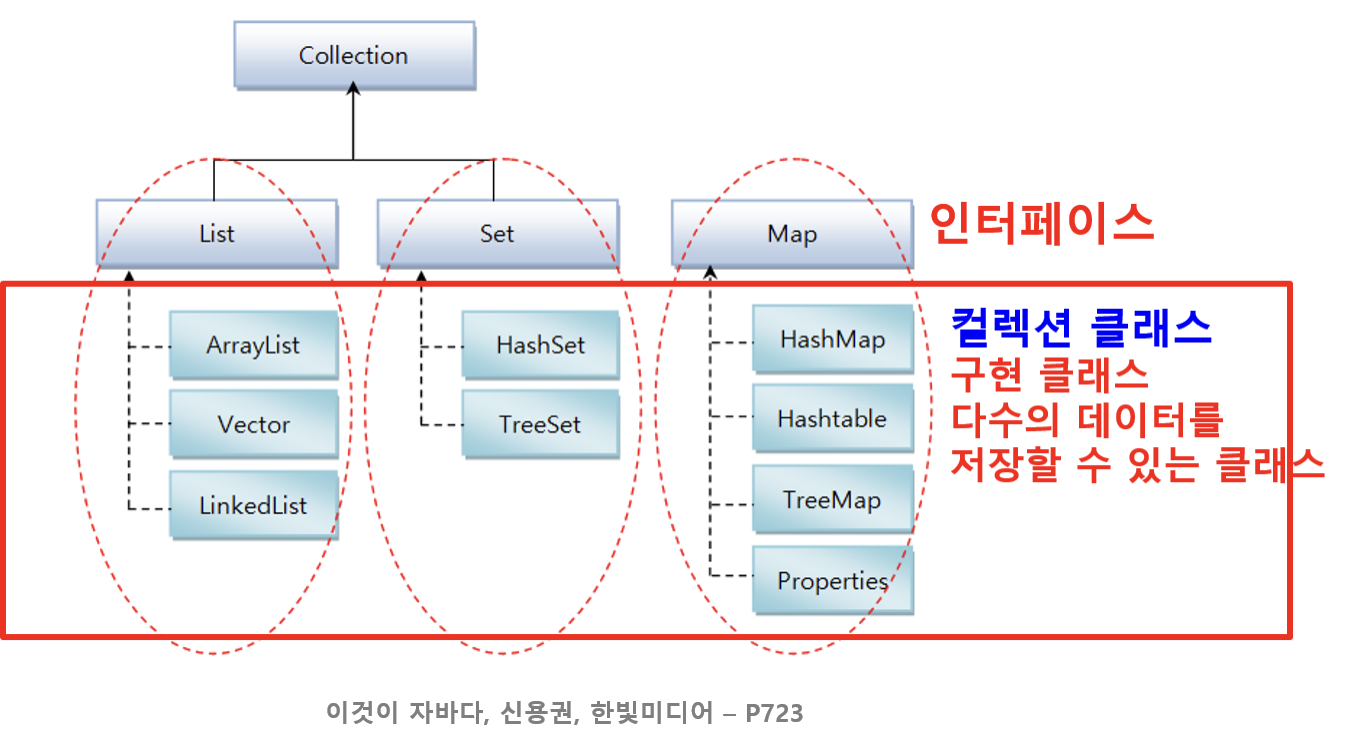 Collection
List
Set
Map
인터페이스
ArrayList
Vector
LinkedList
HashSet
TreeSet
HashMap
Hashtable
TreeMap
Properties
컬렉션 클래스
구현 클래스
다수의 데이터를
저장할 수 있는 클래스
이것이 자바다, 신용권, 한빛미디어 – P723